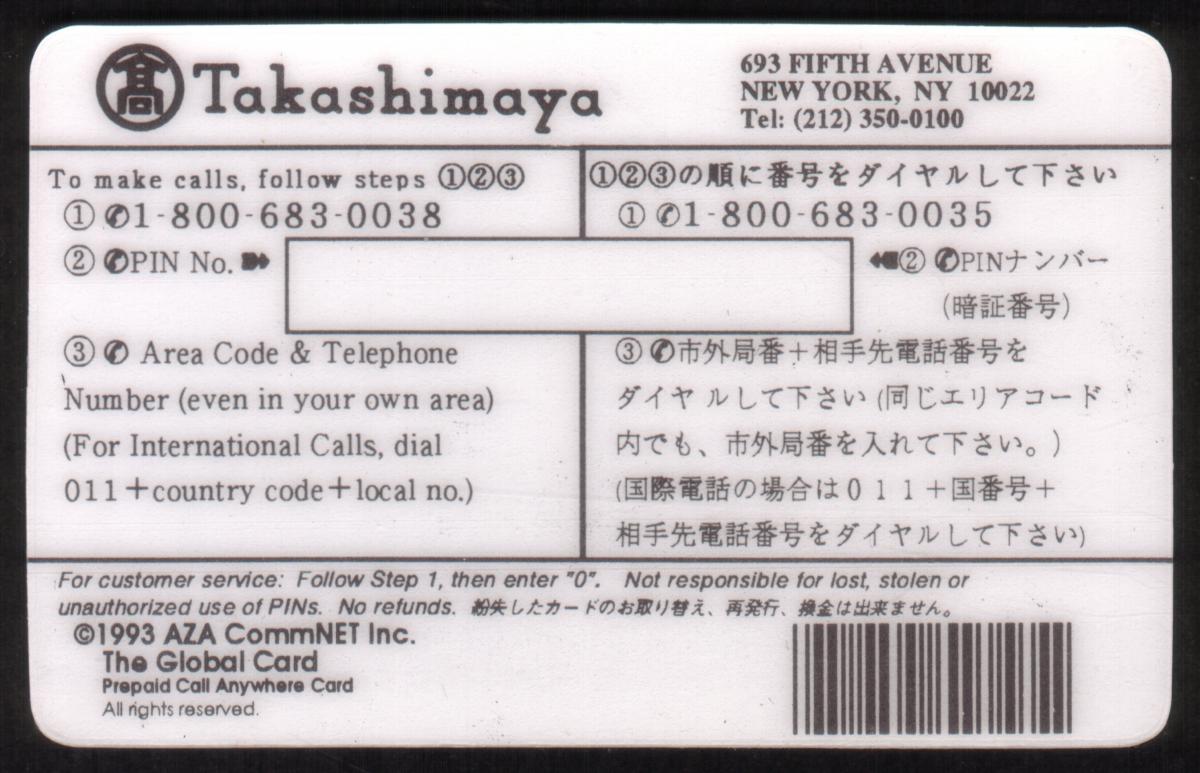 髙 Takashimaya
693 FIFTH AVENUE
NEW YORK, NY 10022
Tel: (212) 350-0100
To make calls, follow steps ①②③
① ✆1-800-683-0038
② ✆PIN No.
③ ✆ Area Code & Telephone
Number (even in your own area)
(For International Calls, dial
011+country code+local no.)
①②③の順に番号をダイヤルして下さい
① ✆1-800-683-0035
② ✆PINナンバー
(暗証番号)
③ ✆市外局番+相手先電話番号を
ダイヤルして下さい (同じエリアコード
内でも、市外局番を入れて下さい。)
(国際電話の場合は011+国番号+
相手先電話番号をダイヤルして下さい)
For customer service: Follow Step 1, then enter "0". Not responsible for lost, stolen or
unauthorized use of PINs. No refunds. 紛失したカードのお取り替え、再発行、換金は出来ません。
©1993 AZA CommNET Inc.
The Global Card
Prepaid Call Anywhere Card
All rights reserved.